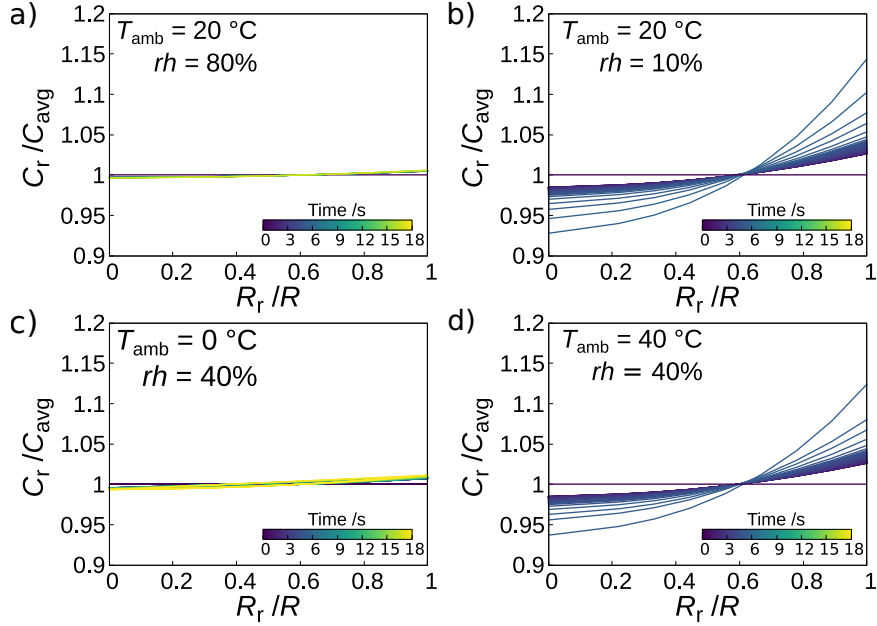 a)
T_amb = 20 °C
rh = 80%
C_r /C_avg
1.2
1.15
1.1
1.05
1
0.95
0.9
Time /s
0 3 6 9 12 15 18
0 0.2 0.4 0.6 0.8 1
R_r /R
b)
T_amb = 20 °C
rh = 10%
C_r /C_avg
1.2
1.15
1.1
1.05
1
0.95
0.9
Time /s
0 3 6 9 12 15 18
0 0.2 0.4 0.6 0.8 1
R_r /R
c)
T_amb = 0 °C
rh = 40%
C_r /C_avg
1.2
1.15
1.1
1.05
1
0.95
0.9
Time /s
0 3 6 9 12 15 18
0 0.2 0.4 0.6 0.8 1
R_r /R
d)
T_amb = 40 °C
rh = 40%
C_r /C_avg
1.2
1.15
1.1
1.05
1
0.95
0.9
Time /s
0 3 6 9 12 15 18
0 0.2 0.4 0.6 0.8 1
R_r /R